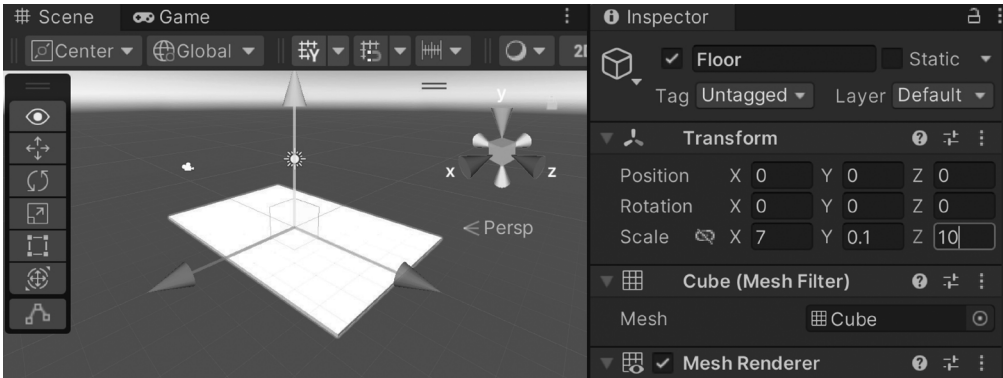 Scene Game
Center Global 2D
y
x z
Persp
Inspector
Floor Static
Tag Untagged Layer Default
Transform
Position X 0 Y 0 Z 0
Rotation X 0 Y 0 Z 0
Scale X 7 Y 0.1 Z 10
Cube (Mesh Filter)
Mesh Cube
Mesh Renderer